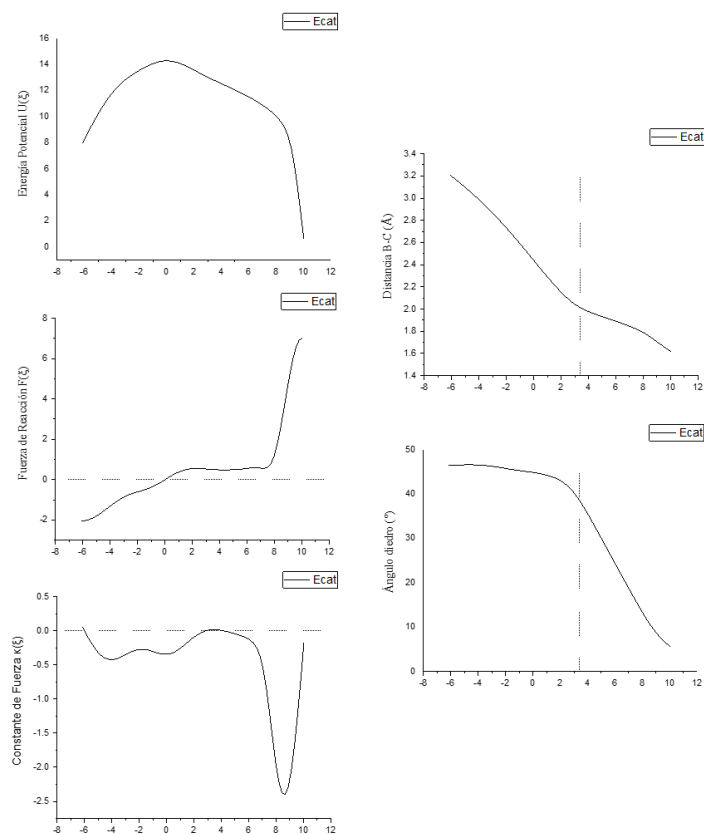 Ecat
Energía Potencial U(ξ)
16
14
12
10
8
6
4
2
0
-8 -6 -4 -2 0 2 4 6 8 10 12
Ecat
Fuerza de Reacción F(ξ)
8
6
4
2
0
-2
-8 -6 -4 -2 0 2 4 6 8 10 12
Ecat
Constante de Fuerza κ(ξ)
0.5
0.0
-0.5
-1.0
-1.5
-2.0
-2.5
-8 -6 -4 -2 0 2 4 6 8 10 12
Ecat
Distancia B-C (Å)
3.4
3.2
3.0
2.8
2.6
2.4
2.2
2.0
1.8
1.6
1.4
-8 -6 -4 -2 0 2 4 6 8 10 12
Ecat
Ángulo diedro (º)
50
40
30
20
10
0
-8 -6 -4 -2 0 2 4 6 8 10 12